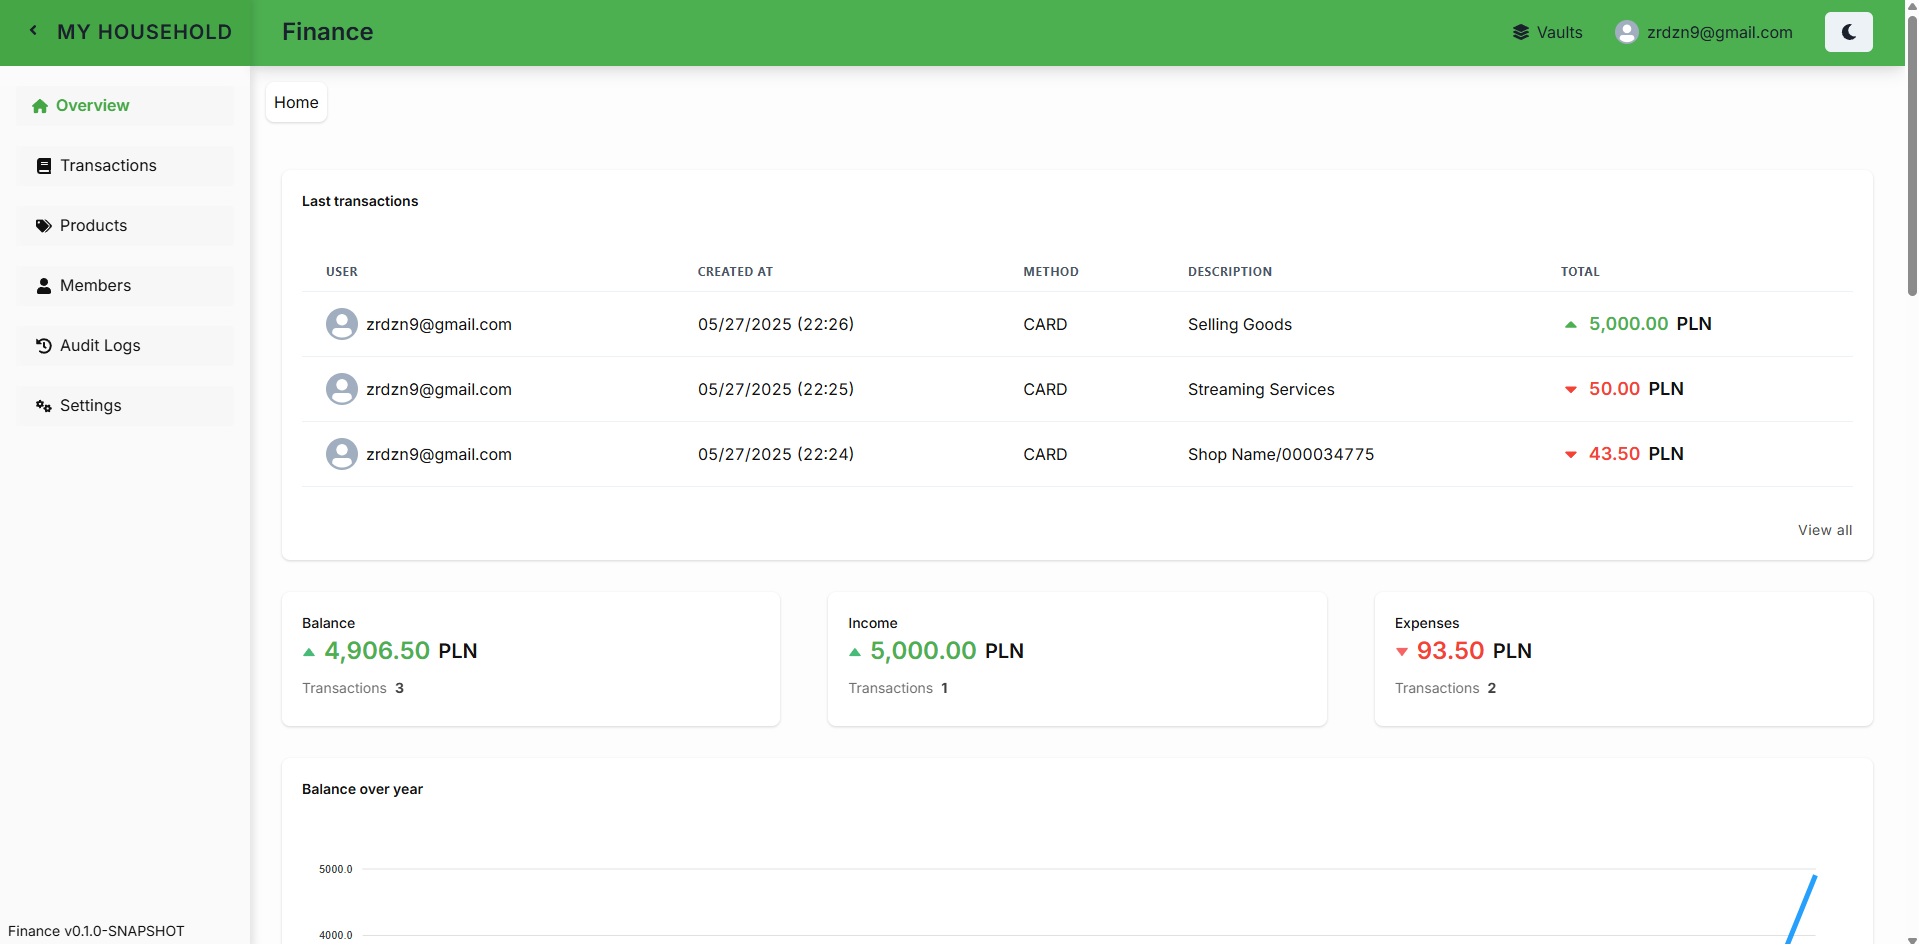 MY HOUSEHOLD
Finance
Vaults
zrdzn9@gmail.com
Overview
Transactions
Products
Members
Audit Logs
Settings
Finance v0.1.0-SNAPSHOT
Home
Last transactions
USER CREATED AT METHOD DESCRIPTION TOTAL
zrdzn9@gmail.com 05/27/2025 (22:26) CARD Selling Goods 5,000.00 PLN
zrdzn9@gmail.com 05/27/2025 (22:25) CARD Streaming Services 50.00 PLN
zrdzn9@gmail.com 05/27/2025 (22:24) CARD Shop Name/000034775 43.50 PLN
View all
Balance
4,906.50 PLN
Transactions 3
Income
5,000.00 PLN
Transactions 1
Expenses
93.50 PLN
Transactions 2
Balance over year
5000.0
4000.0